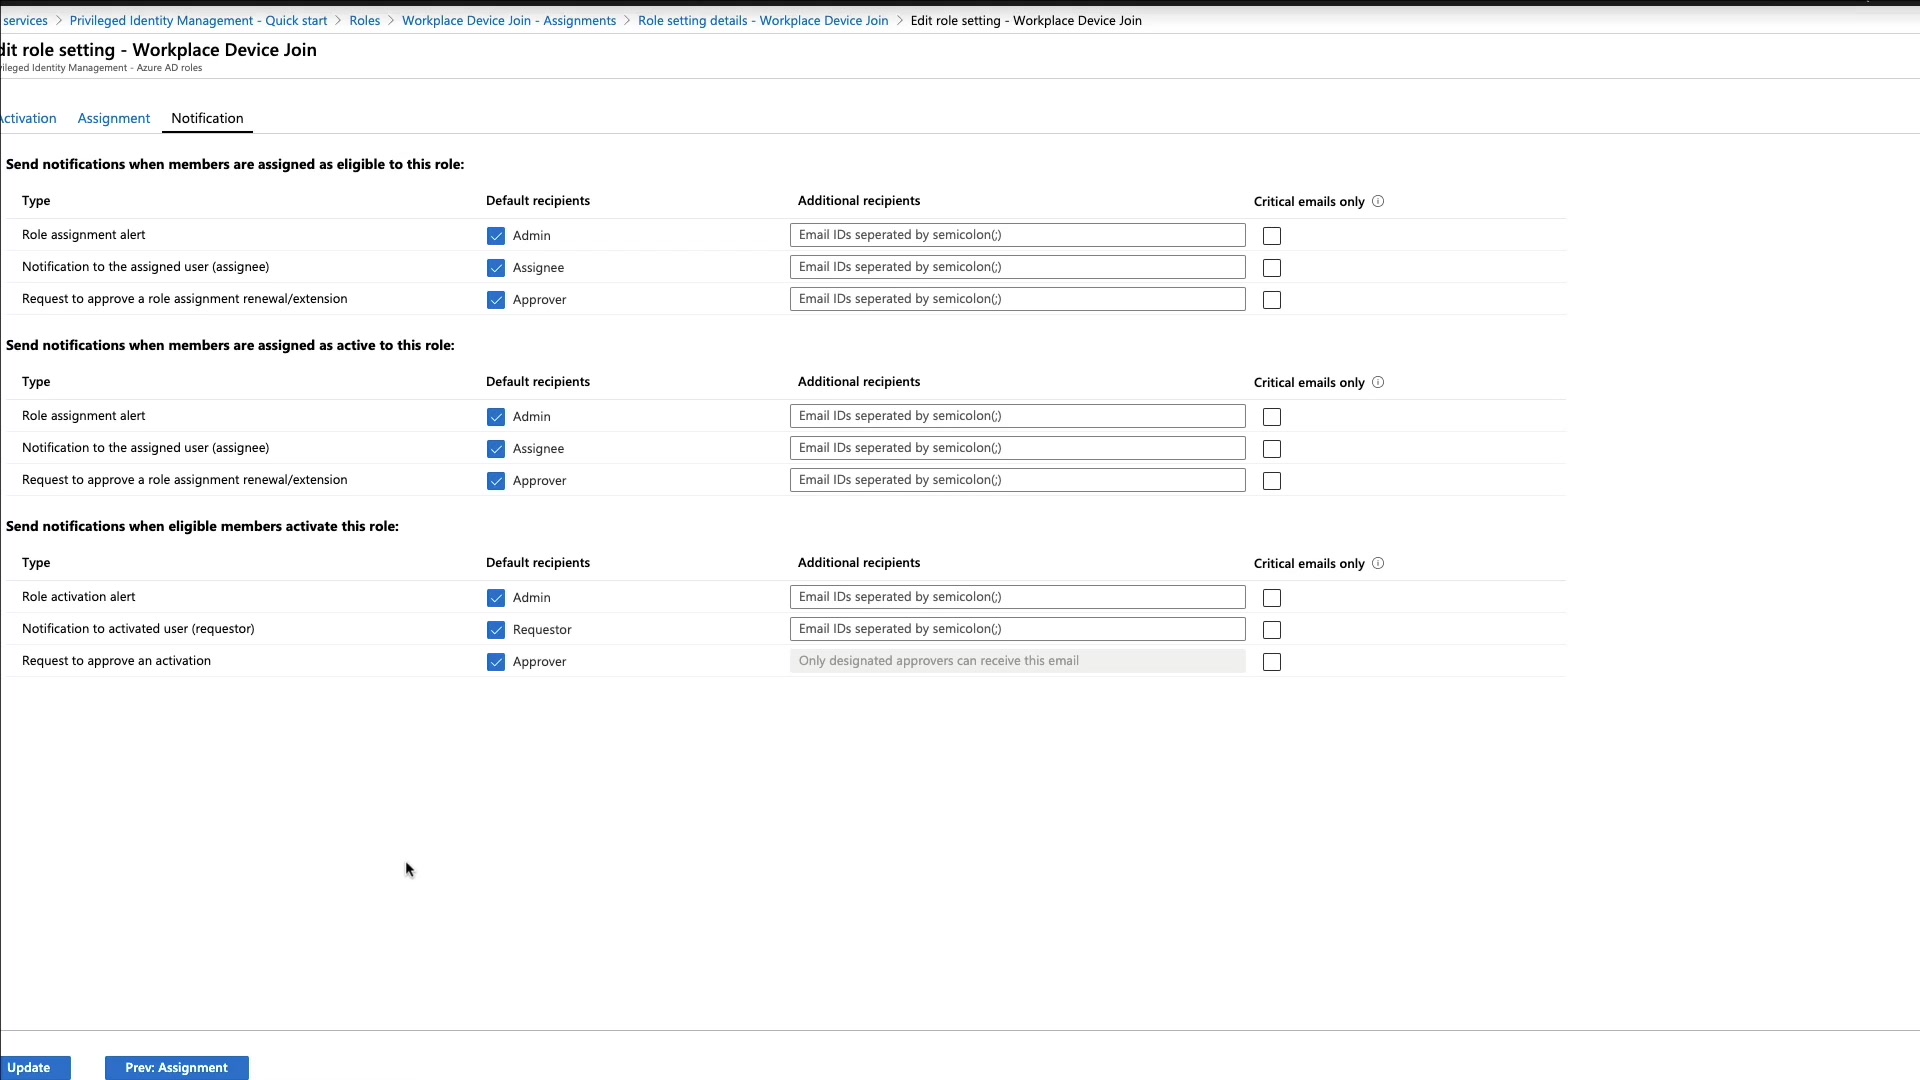 services > Privileged Identity Management - Quick start > Roles > Workplace Device Join - Assignments > Role setting details - Workplace Device Join > Edit role setting - Workplace Device Join
dit role setting - Workplace Device Join
ileged Identity Management - Azure AD roles
Activation Assignment Notification
Send notifications when members are assigned as eligible to this role:
Type Default recipients Additional recipients Critical emails only
Role assignment alert Admin Email IDs seperated by semicolon(;)
Notification to the assigned user (assignee) Assignee Email IDs seperated by semicolon(;)
Request to approve a role assignment renewal/extension Approver Email IDs seperated by semicolon(;)
Send notifications when members are assigned as active to this role:
Type Default recipients Additional recipients Critical emails only
Role assignment alert Admin Email IDs seperated by semicolon(;)
Notification to the assigned user (assignee) Assignee Email IDs seperated by semicolon(;)
Request to approve a role assignment renewal/extension Approver Email IDs seperated by semicolon(;)
Send notifications when eligible members activate this role:
Type Default recipients Additional recipients Critical emails only
Role activation alert Admin Email IDs seperated by semicolon(;)
Notification to activated user (requestor) Requestor Email IDs seperated by semicolon(;)
Request to approve an activation Approver Only designated approvers can receive this email
Update Prev: Assignment